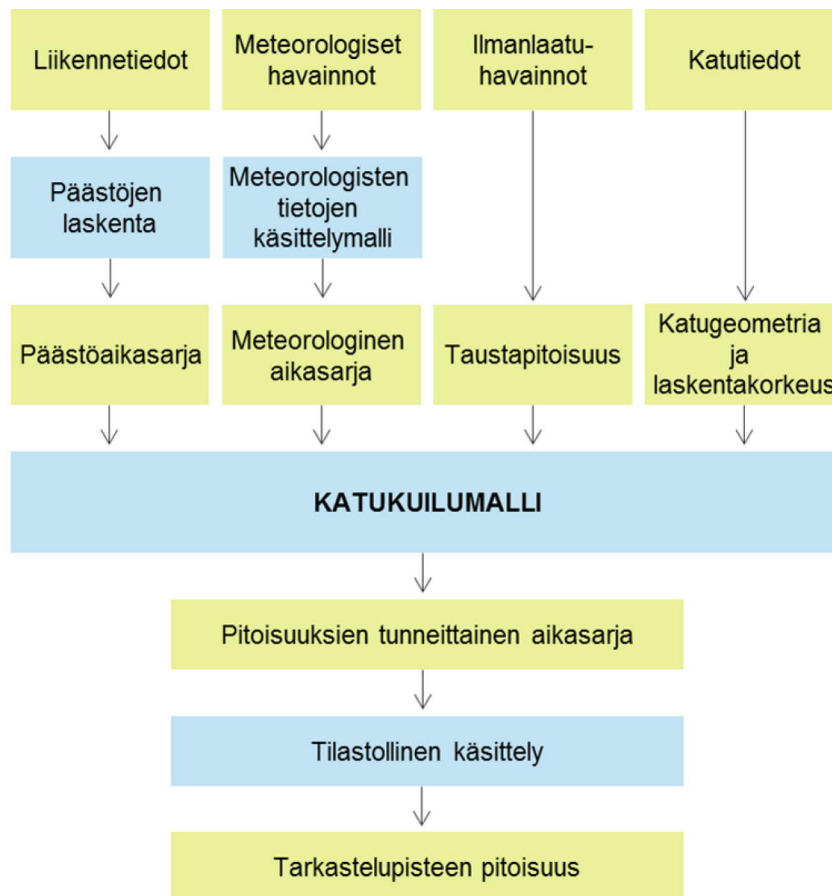 Liikennetiedot
Meteorologiset
havainnot
Ilmanlaatu-
havainnot
Katutiedot
Päästöjen
laskenta
Meteorologisten
tietojen
käsittelymalli
Päästöaikasarja
Meteorologinen
aikasarja
Taustapitoisuus
Katugeometria
ja
laskentakorkeus
KATUKUILUMALLI
Pitoisuuksien tunneittainen aikasarja
Tilastollinen käsittely
Tarkastelupisteen pitoisuus